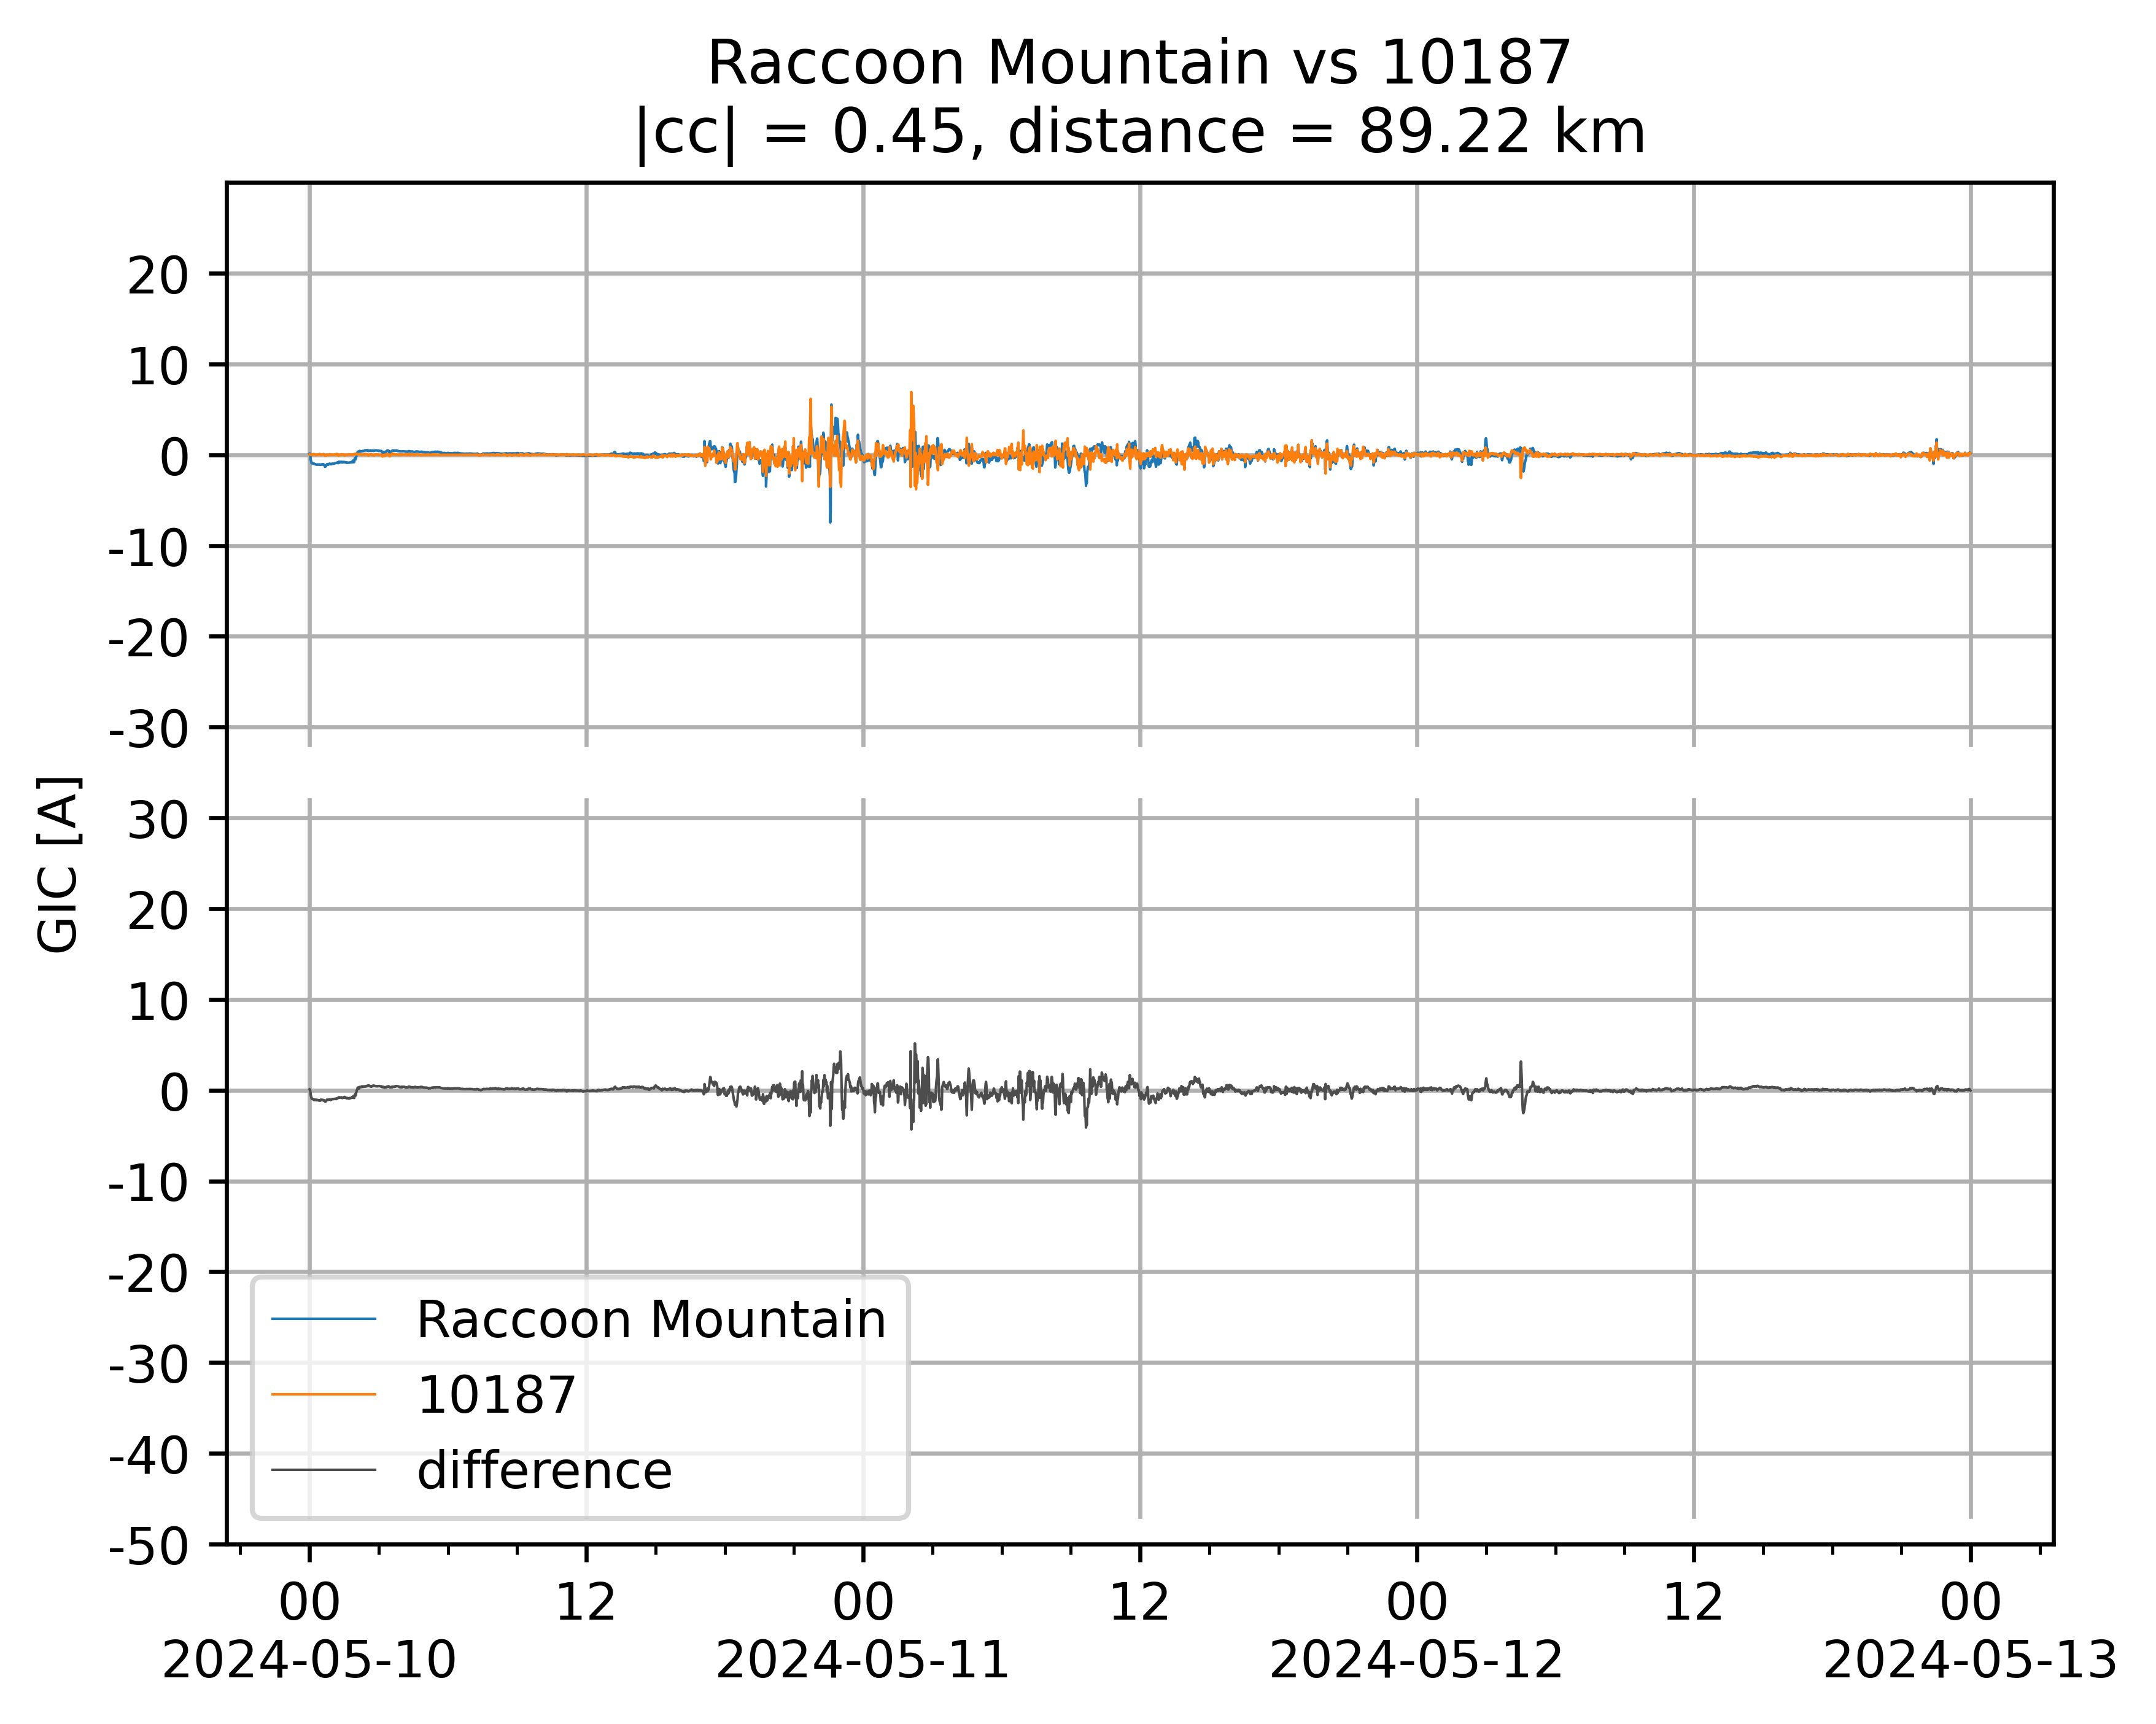 Raccoon Mountain vs 10187
|cc| = 0.45, distance = 89.22 km
20
10
0
-10
-20
-30
30
20
10
0
-10
-20
-30
-40
-50
GIC [A]
Raccoon Mountain
10187
difference
00 12 00 12 00 12 00
2024-05-10 2024-05-11 2024-05-12 2024-05-13